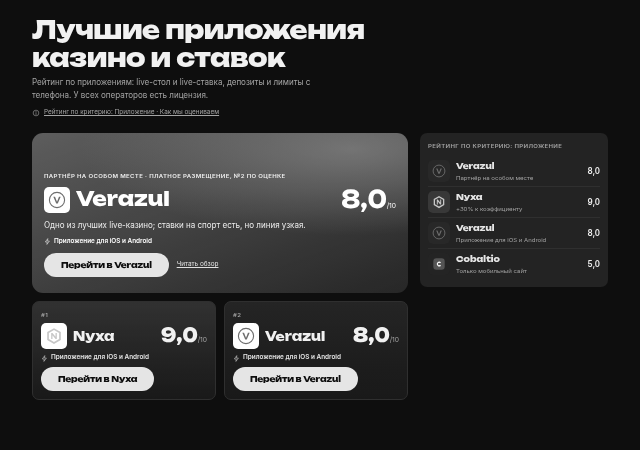 Лучшие приложения
казино и ставок
Рейтинг по приложениям: live-стол и live-ставка, депозиты и лимиты с
телефона. У всех операторов есть лицензия.
Рейтинг по критерию: Приложение · Как мы оцениваем
ПАРТНЁР НА ОСОБОМ МЕСТЕ · ПЛАТНОЕ РАЗМЕЩЕНИЕ, №2 ПО ОЦЕНКЕ
Verazul
8,0/10
Одно из лучших live-казино; ставки на спорт есть, но линия узкая.
Приложение для iOS и Android
Перейти в Verazul
Читать обзор
#1
Nyxa
9,0/10
Приложение для iOS и Android
Перейти в Nyxa
#2
Verazul
8,0/10
Приложение для iOS и Android
Перейти в Verazul
РЕЙТИНГ ПО КРИТЕРИЮ: ПРИЛОЖЕНИЕ
Verazul
Партнёр на особом месте
8,0
Nyxa
+30% к коэффициенту
9,0
Verazul
Приложение для iOS и Android
8,0
Cobaltio
Только мобильный сайт
5,0